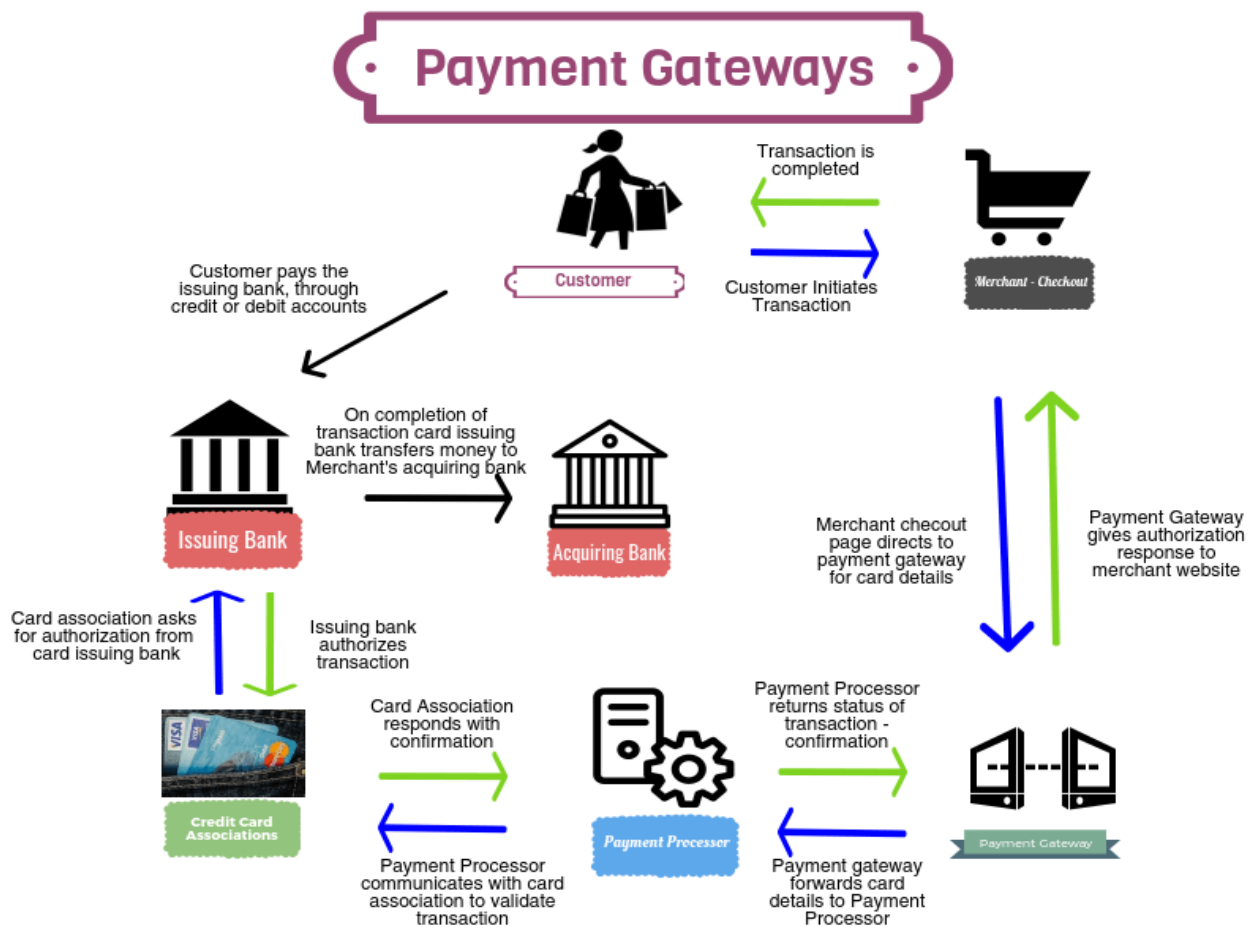 Payment Gateways
Transaction is
completed
Customer
Customer Initiates
Transaction
Merchant - Checkout
Customer pays the
issuing bank, through
credit or debit accounts
On completion of
transaction card issuing
bank transfers money to
Merchant's acquiring bank
Issuing Bank
Acquiring Bank
Merchant checout
page directs to
payment gateway
for card details
Payment Gateway
gives authorization
response to
merchant website
Card association asks
for authorization from
card issuing bank
Issuing bank
authorizes
transaction
VISA
VISA
Card Association
responds with
confirmation
Payment Processor
returns status of
transaction -
confirmation
Credit Card
Associations
Payment Processor
Payment Gateway
Payment Processor
communicates with card
association to validate
transaction
Payment gateway
forwards card
details to Payment
Processor